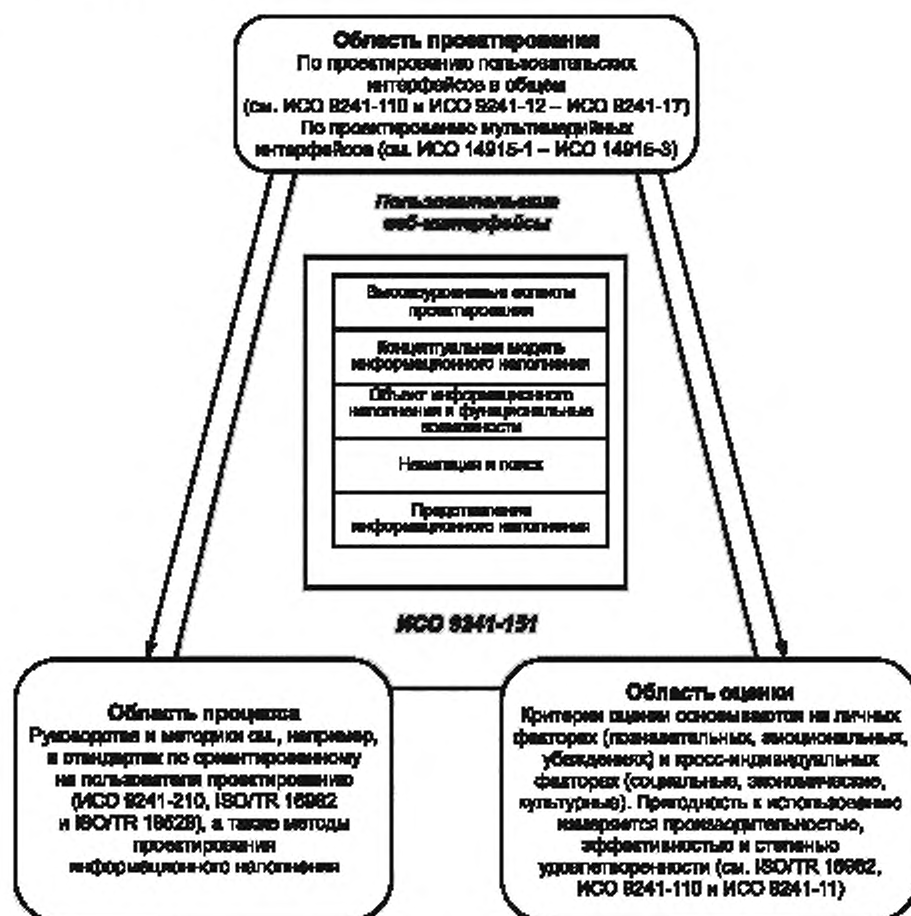 Область проектирования
По проектированию пользовательских
интерфейсов в общем
(см. ИСО 9241-110 и ИСО 9241-12 – ИСО 9241-17)
По проектированию мультимедийных
интерфейсов (см. ИСО 14915-1 – ИСО 14915-3)
Пользовательские
веб-интерфейсы
Высокоуровневые аспекты
проектирования
Концептуальная модель
информационного наполнения
Объект информационного
наполнения и функциональные
возможности
Навигация и поиск
Представление
информационного наполнения
ИСО 9241-151
Область процесса
Руководства и методики см., например,
в стандартах по ориентированному
на пользователя проектированию
(ИСО 9241-210, ISO/TR 16982
и ISO/TR 18529), а также методы
проектирования
информационного наполнения
Область оценки
Критерии оценки основываются на личных
факторах (познавательных, эмоциональных,
убеждениях) и кросс-индивидуальных
факторах (социальные, экономические,
культурные). Пригодность к использованию
измеряется производительностью,
эффективностью и степенью
удовлетворенности (см. ISO/TR 16982,
ИСО 9241-110 и ИСО 9241-11)